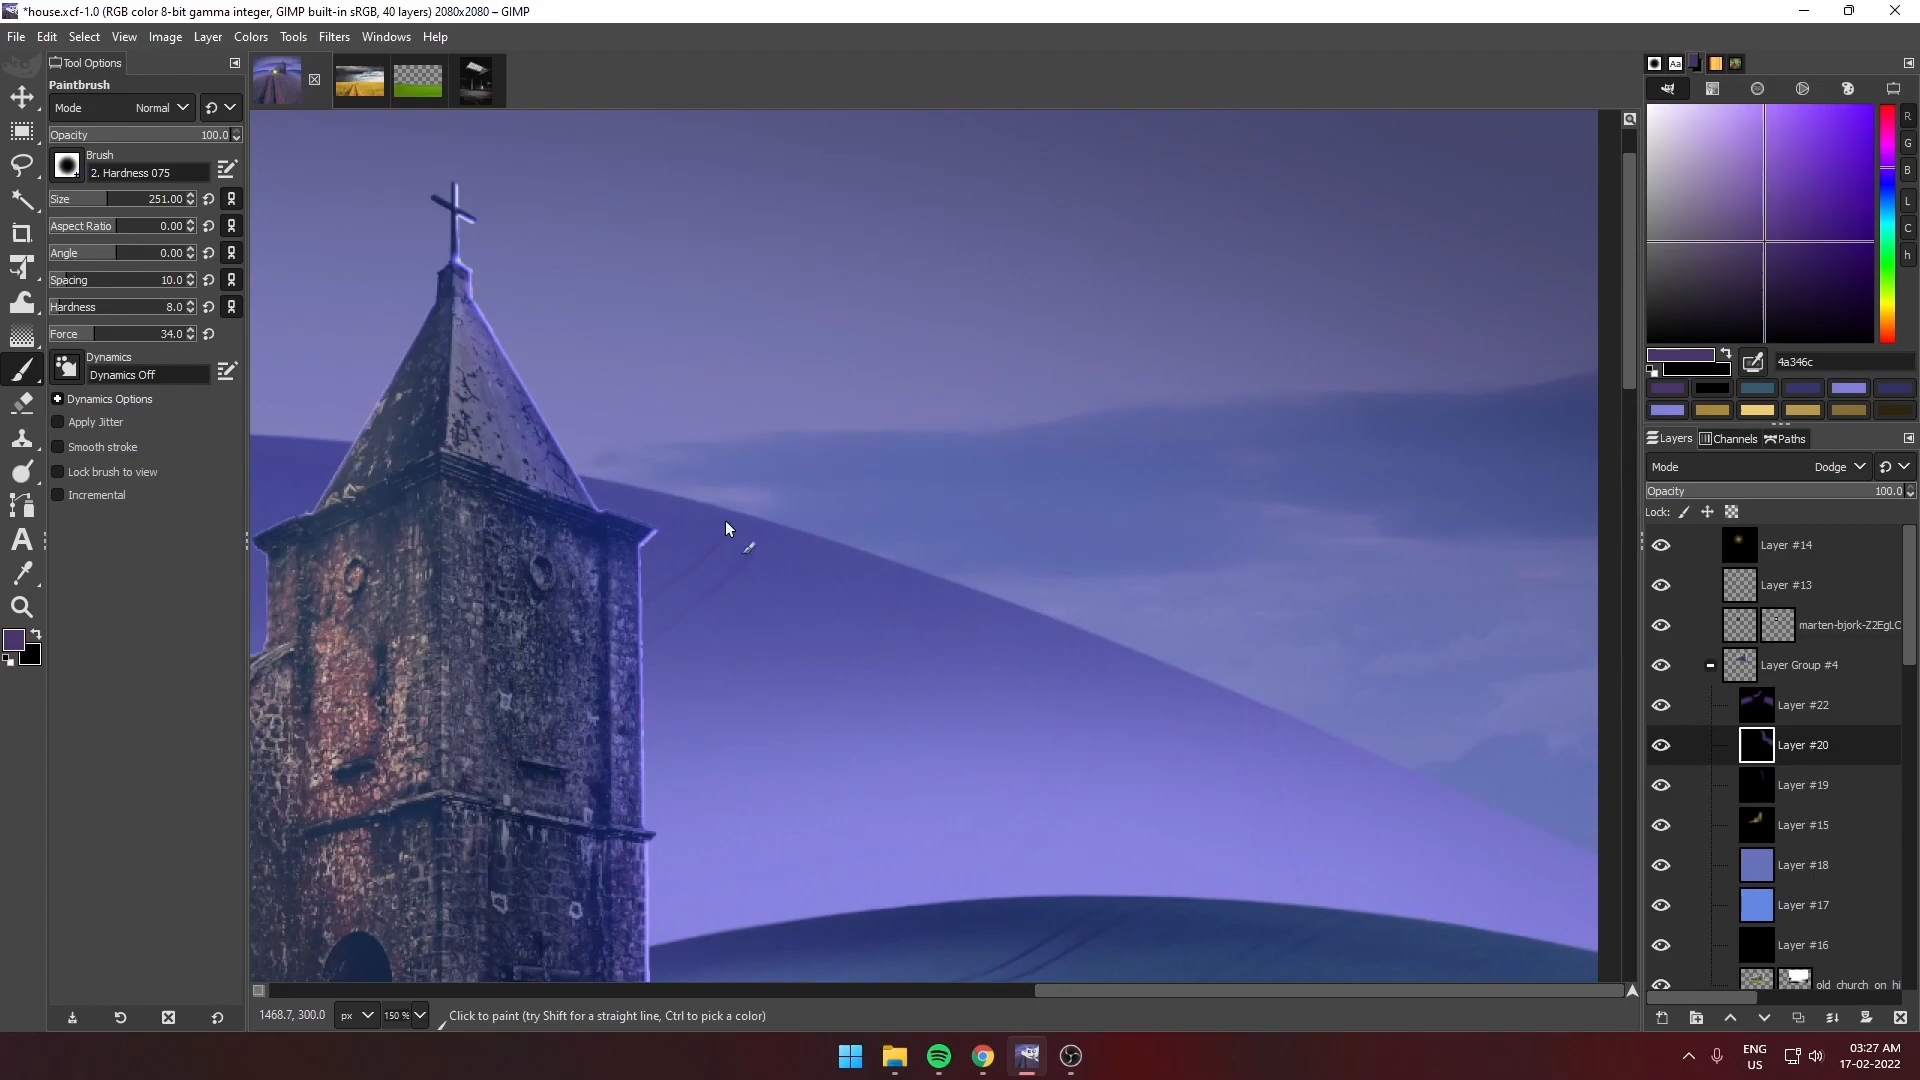 *house.xcf-1.0 (RGB color 8-bit gamma integer, GIMP built-in sRGB, 40 layers) 2080x2080 – GIMP
File Edit Select View Image Layer Colors Tools Filters Windows Help
Tool Options
Paintbrush
Mode Normal
Opacity 100.0
Brush
2. Hardness 075
Size 251.00
Aspect Ratio 0.00
Angle 0.00
Spacing 10.0
Hardness 8.0
Force 34.0
Dynamics
Dynamics Off
Dynamics Options
Apply Jitter
Smooth stroke
Lock brush to view
Incremental
1468.7, 300.0 px 150 % Click to paint (try Shift for a straight line, Ctrl to pick a color)
Aa
R
G
B
L
C
h
4a346c
Layers Channels Paths
Mode Dodge
Opacity 100.0
Lock:
Layer #14
Layer #13
marten-bjork-Z2EgLC
Layer Group #4
Layer #22
Layer #20
Layer #19
Layer #15
Layer #18
Layer #17
Layer #16
old_church_on_hi
ENG
US
03:27 AM
17-02-2022